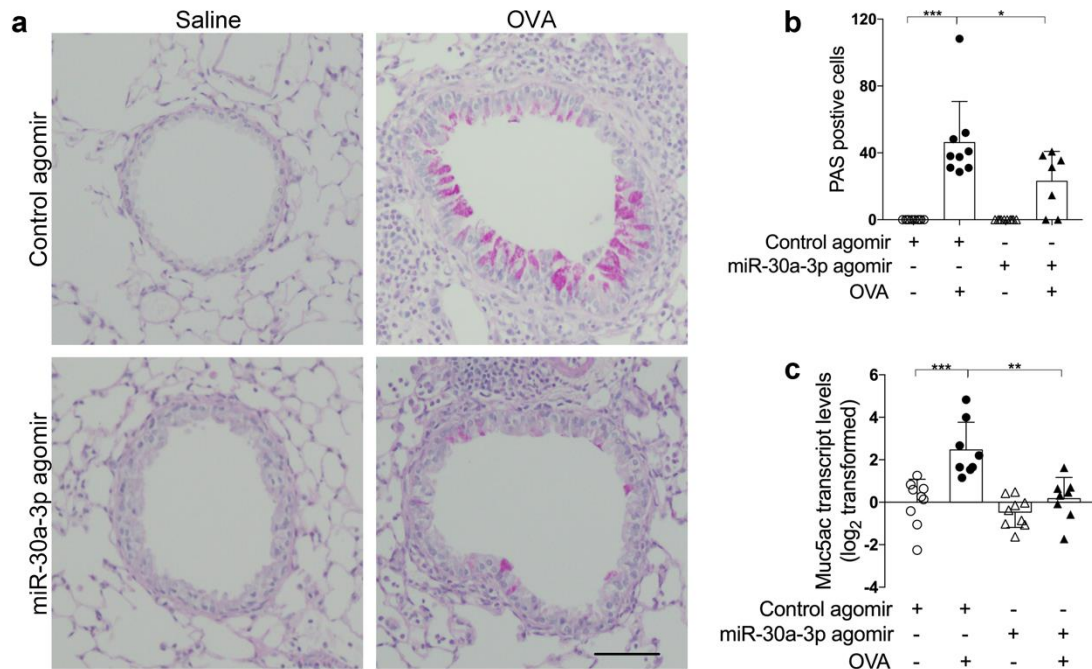 a
Saline
OVA
Control agomir
miR-30a-3p agomir
b
*** *
PAS postive cells
120
80
40
0
Control agomir + + - -
miR-30a-3p agomir - - + +
OVA - + - +
c
*** **
Muc5ac transcript levels
(log2 transformed)
6
4
2
0
-2
-4
Control agomir + + - -
miR-30a-3p agomir - - + +
OVA - + - +